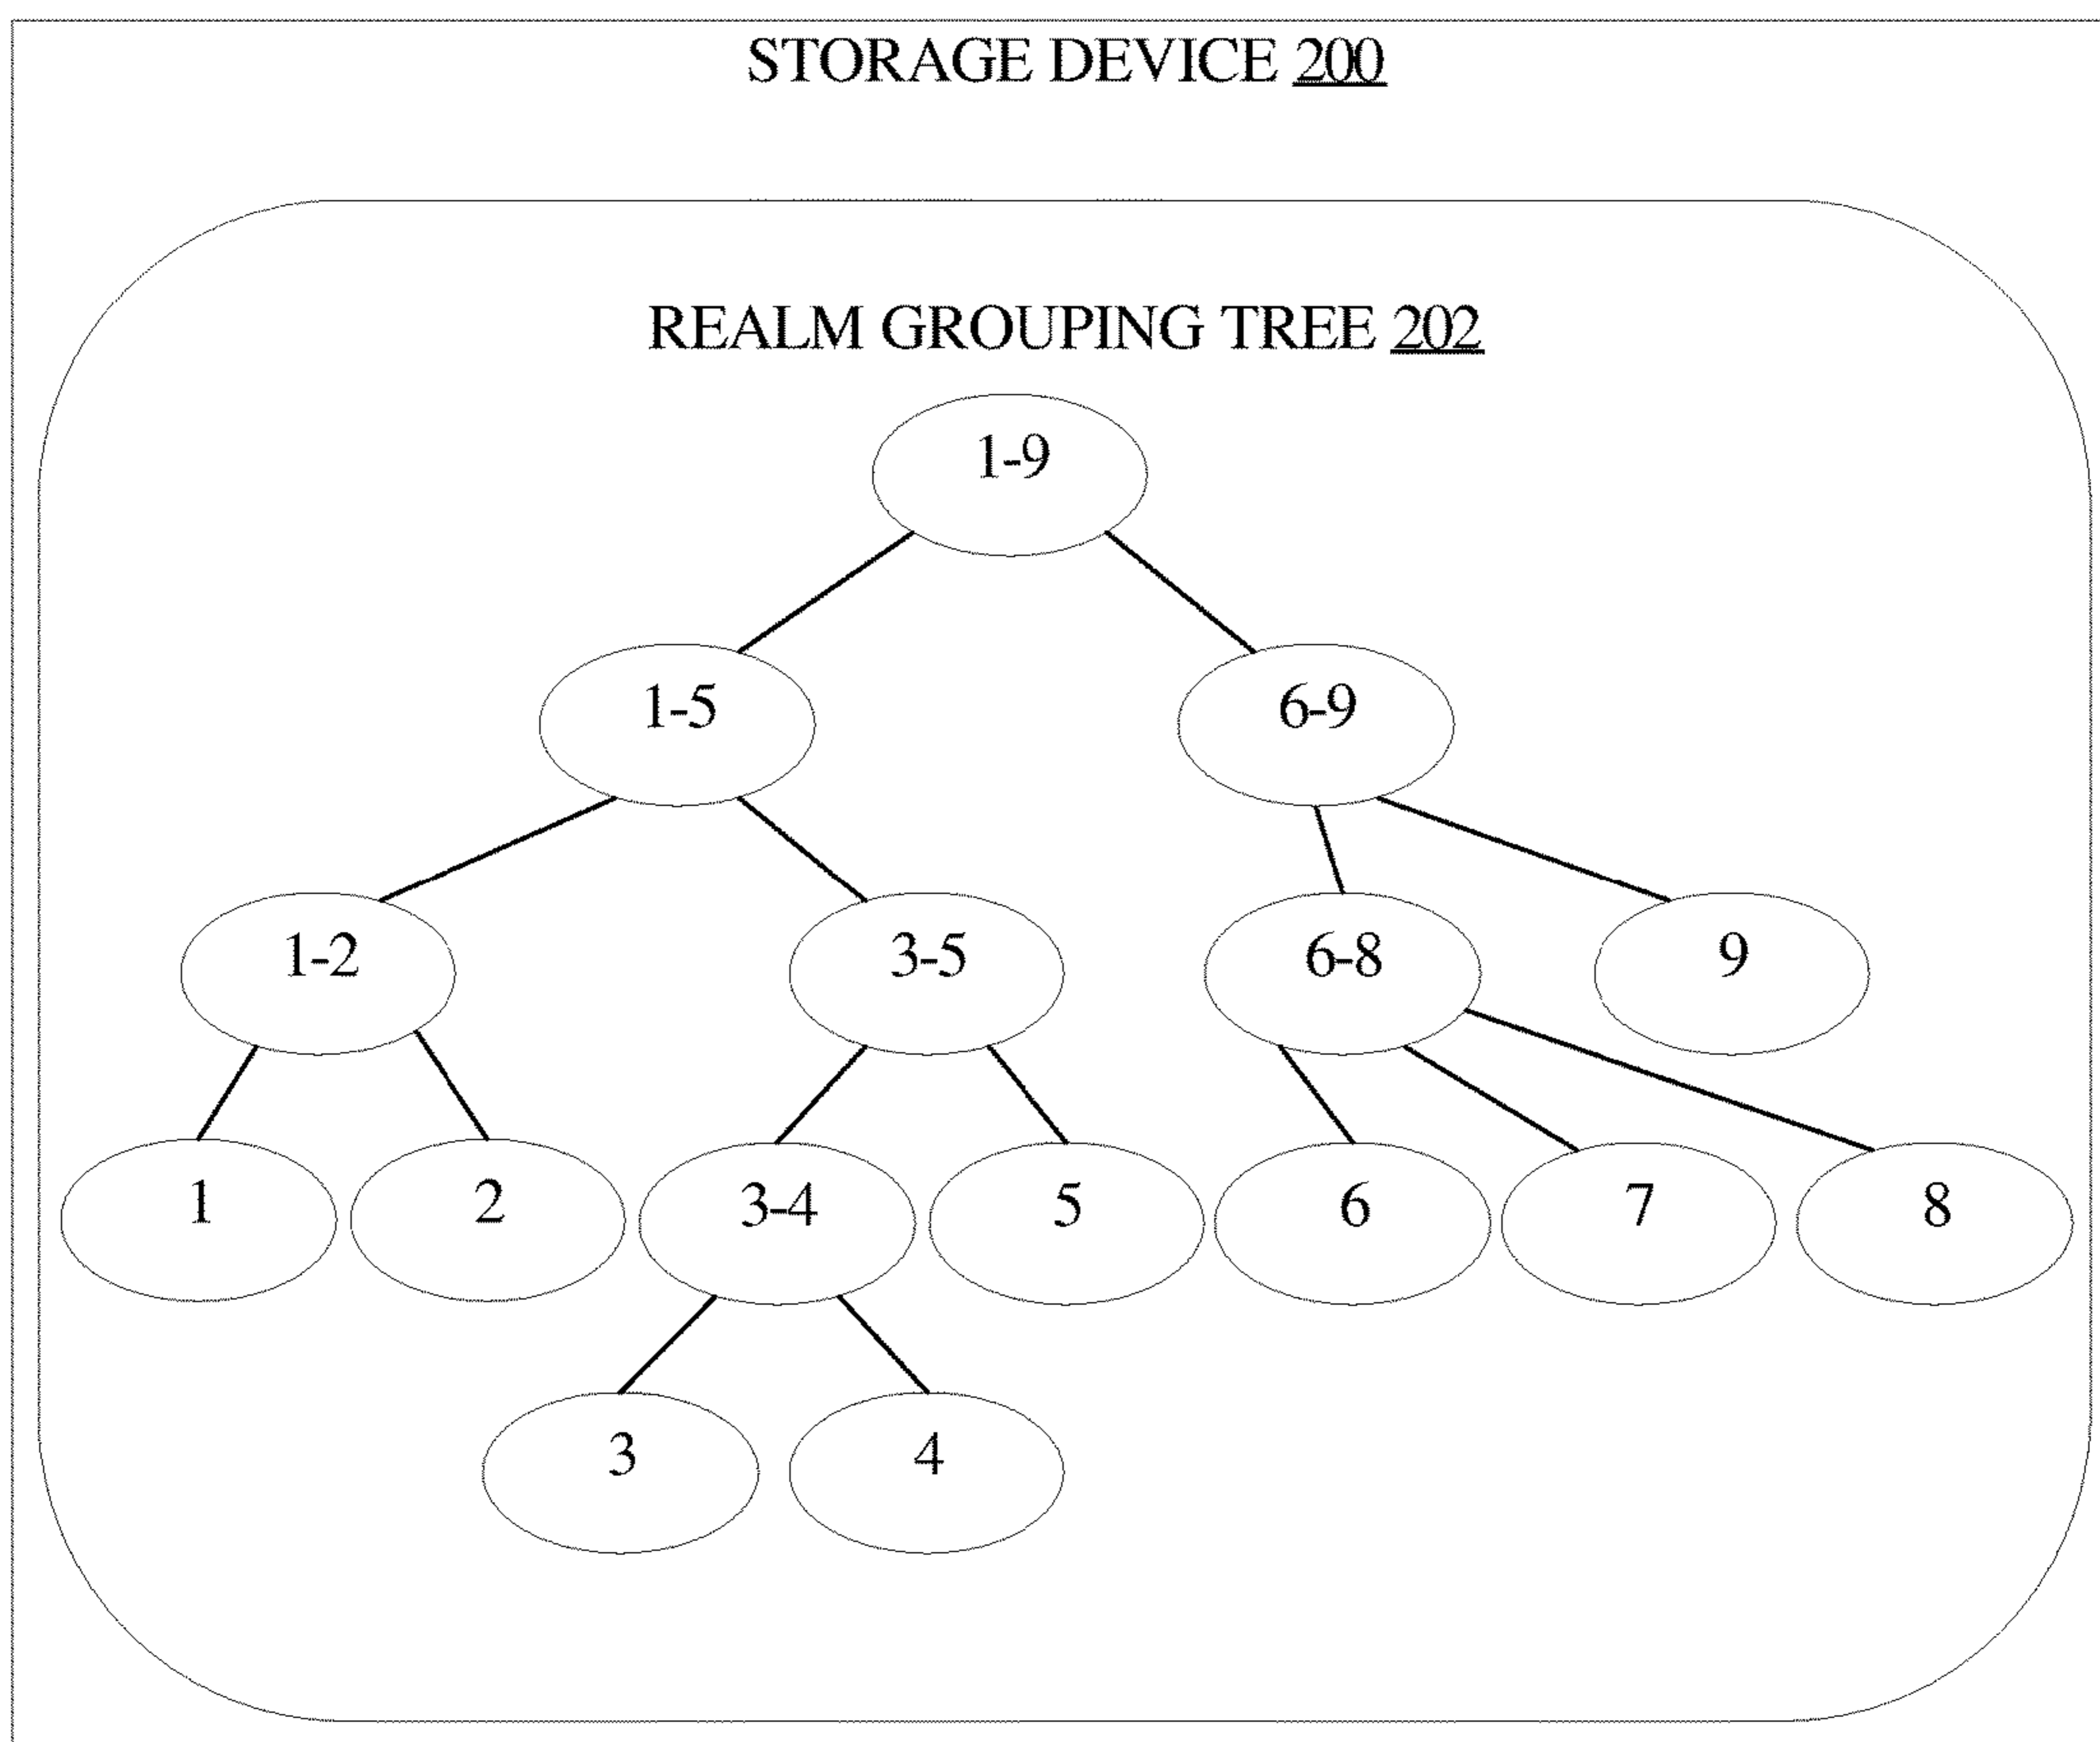 STORAGE DEVICE 200
REALM GROUPING TREE 202
1-9
1-5 6-9
1-2 3-5 6-8 9
1 2 3-4 5 6 7 8
3 4